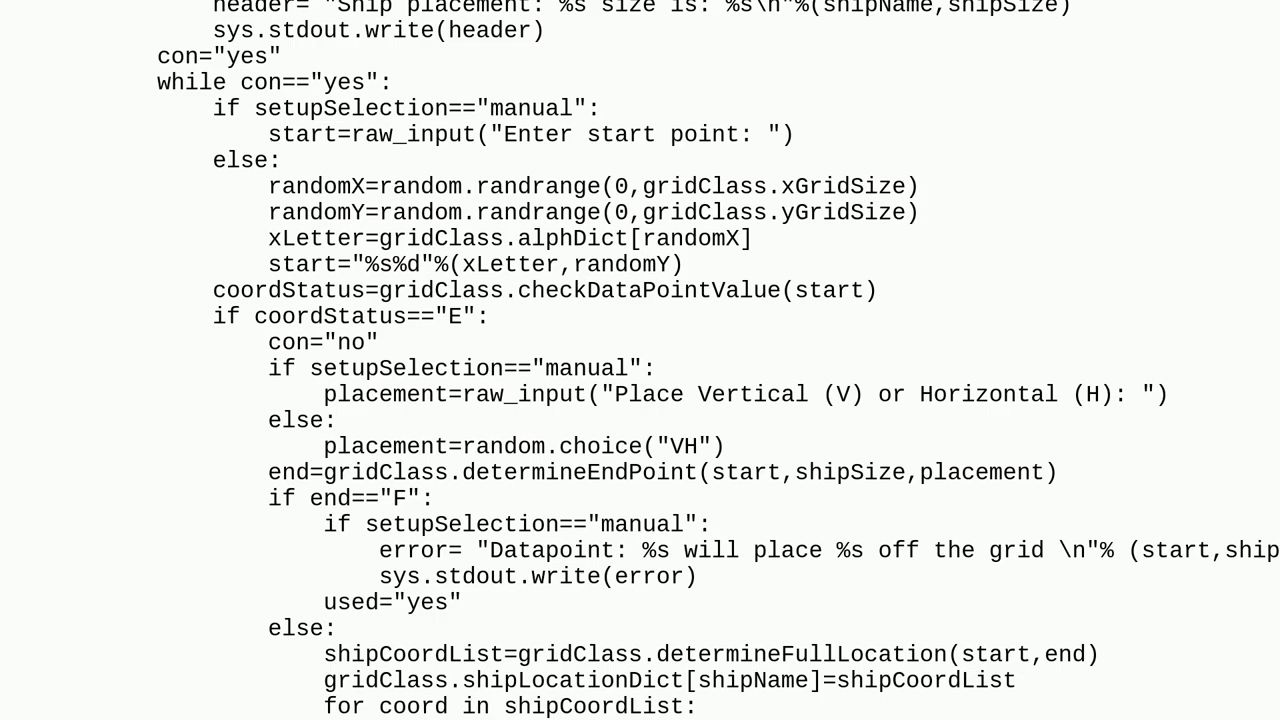 header= "Ship placement: %s size is: %s\n"%(shipName,shipSize)
sys.stdout.write(header)
con="yes"
while con=="yes":
if setupSelection=="manual":
start=raw_input("Enter start point: ")
else:
randomX=random.randrange(0,gridClass.xGridSize)
randomY=random.randrange(0,gridClass.yGridSize)
xLetter=gridClass.alphDict[randomX]
start="%s%d"%(xLetter,randomY)
coordStatus=gridClass.checkDataPointValue(start)
if coordStatus=="E":
con="no"
if setupSelection=="manual":
placement=raw_input("Place Vertical (V) or Horizontal (H): ")
else:
placement=random.choice("VH")
end=gridClass.determineEndPoint(start,shipSize,placement)
if end=="F":
if setupSelection=="manual":
error= "Datapoint: %s will place %s off the grid \n"% (start,ship
sys.stdout.write(error)
used="yes"
else:
shipCoordList=gridClass.determineFullLocation(start,end)
gridClass.shipLocationDict[shipName]=shipCoordList
for coord in shipCoordList: